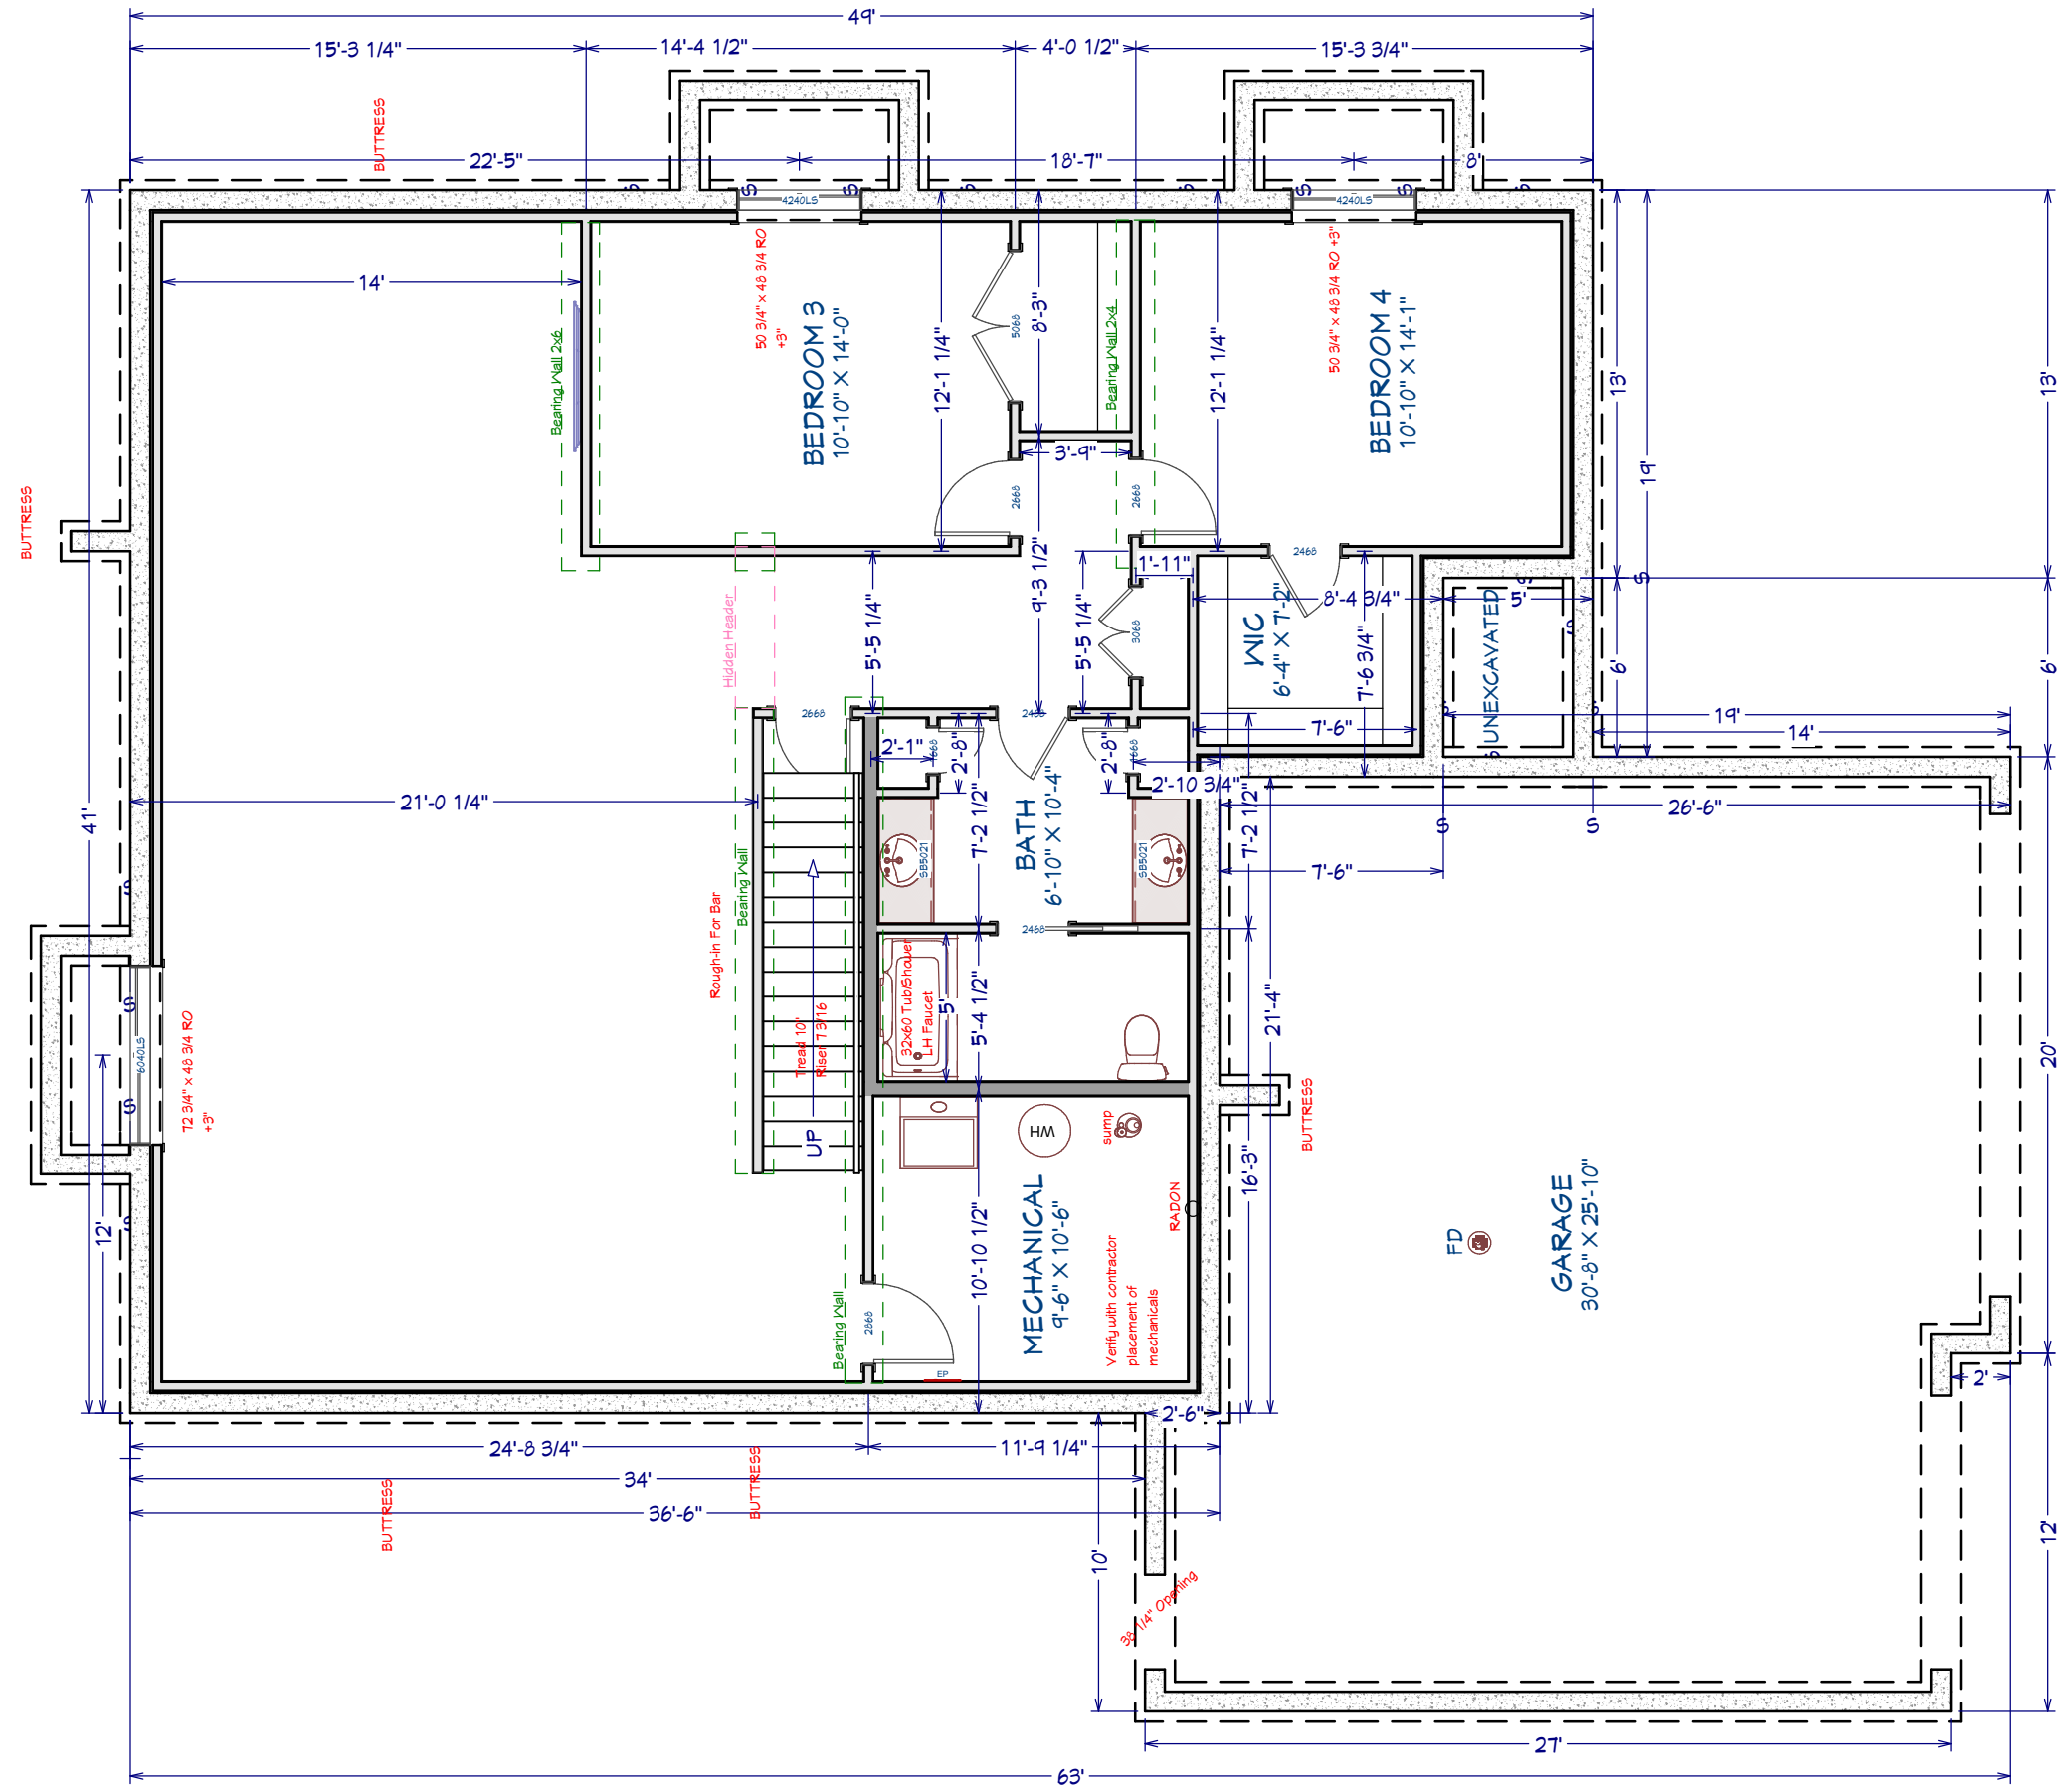 49'
15'-3 1/4"
14'-4 1/2"
4'-0 1/2"
15'-3 3/4"
BUTTRESS
22'-5"
18'-7"
8'
S
S
S
S
S
S
S
S
4240LS
4240LS
50 3/4" x 48 3/4 RO
+3"
50 3/4" x 48 3/4 RO +3"
14'
Bearing Wall 2x6
BEDROOM 3
10'-10" X 14'-0"
12'-1 1/4"
5068
8'-3"
Bearing Wall 2x4
12'-1 1/4"
BEDROOM 4
10'-10" X 14'-1"
13'
19'
13'
BUTTRESS
3'-9"
2668
2668
2468
1'-11"
9'-3 1/2"
5'-5 1/4"
5'-5 1/4"
3068
8'-4 3/4"
5'
WIC
6'-4" X 7'-2"
7'-6 3/4"
UNEXCAVATED
S
S
S
S
S
S
6'
6'
Hidden Header
2668
2468
7'-6"
19'
14'
2'-1"
2'-8"
2'-8"
2'-10 3/4"
21'-0 1/4"
41'
26'-6"
S
S
BATH
6'-10" X 10'-4"
7'-2 1/2"
7'-2 1/2"
SB5021
SB5021
7'-6"
Bearing Wall
Rough-in For Bar
2468
S
S
S
S
6040LS
72 3/4" x 48 3/4 RO
+3"
Tread 10"
Riser 7 3/16
UP
32x60 Tub/Shower
LH Faucet
5'
5'-4 1/2"
21'-4"
20'
WH
sump
BUTTRESS
16'-3"
12'
MECHANICAL
9'-6" X 10'-6"
10'-10 1/2"
RADON
Verify with contractor
placement of
mechanicals
FD
GARAGE
30'-8" X 25'-10"
Bearing Wall
2868
EP
2'
2'-6"
24'-8 3/4"
11'-9 1/4"
34'
36'-6"
BUTTRESS
BUTTRESS
10'
38 1/4" Opening
12'
27'
63'